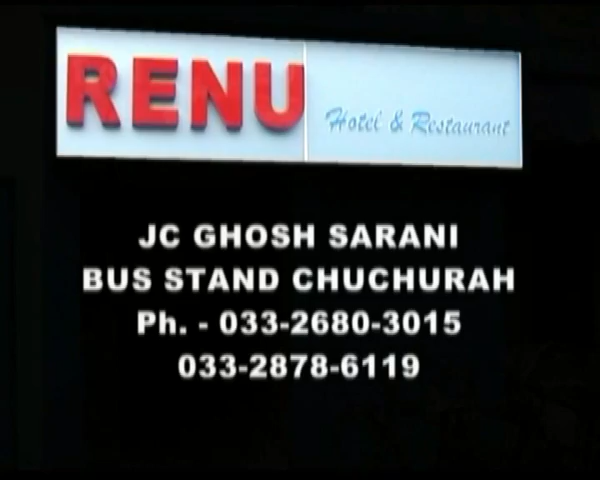 RENU Hotel & Restaurant
JC GHOSH SARANI
BUS STAND CHUCHURAH
Ph. - 033-2680-3015
033-2878-6119